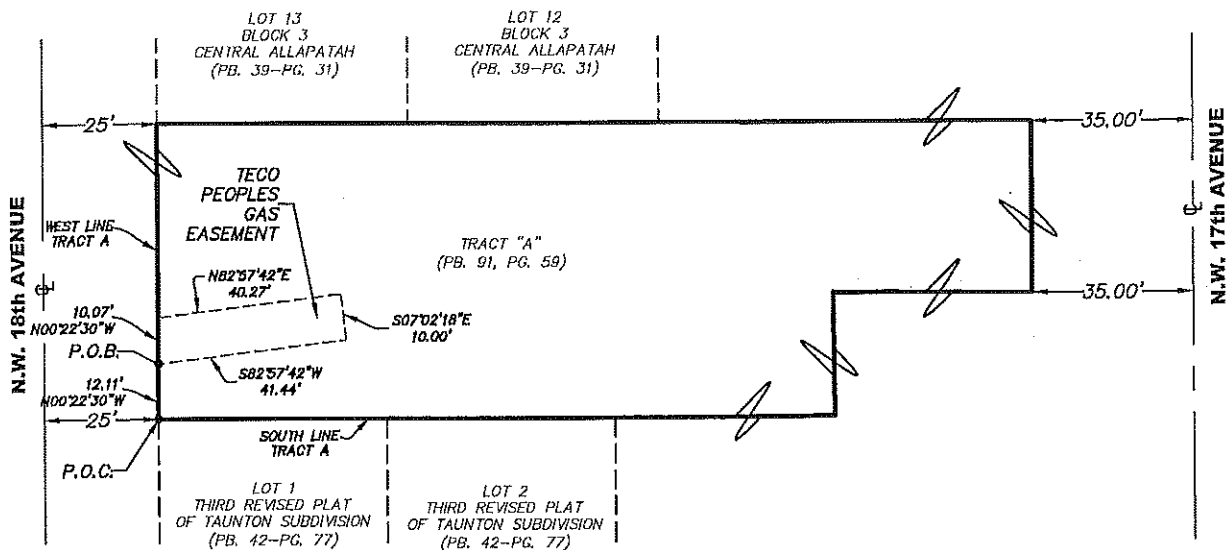 LOT 13
BLOCK 3
CENTRAL ALLAPATAH
(PB. 39-PG. 31)
LOT 12
BLOCK 3
CENTRAL ALLAPATAH
(PB. 39-PG. 31)
25'
35.00'
N.W. 18th AVENUE
N.W. 17th AVENUE
TECO
PEOPLES
GAS
EASEMENT
WEST LINE
TRACT A
TRACT "A"
(PB. 91, PG. 59)
N82°57'42"E
40.27'
35.00'
10.07'
N00°22'30"W
S07°02'18"E
10.00'
P.O.B.
S82°57'42"W
41.44'
12.11'
N00°22'30"W
25'
P.O.C.
SOUTH LINE
TRACT A
LOT 1
THIRD REVISED PLAT
OF TAUNTON SUBDIVISION
(PB. 42-PG. 77)
LOT 2
THIRD REVISED PLAT
OF TAUNTON SUBDIVISION
(PB. 42-PG. 77)